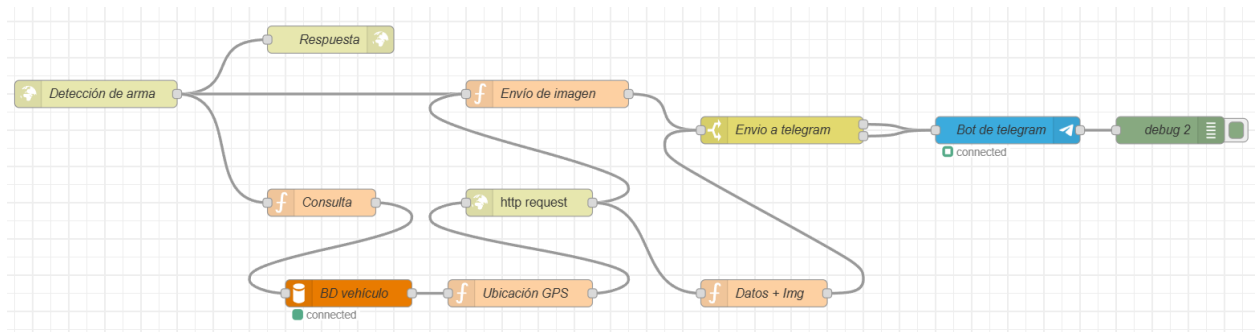 Respuesta
Detección de arma
Envío de imagen
Envio a telegram
Bot de telegram
debug 2
connected
Consulta
http request
BD vehículo
Ubicación GPS
Datos + Img
connected